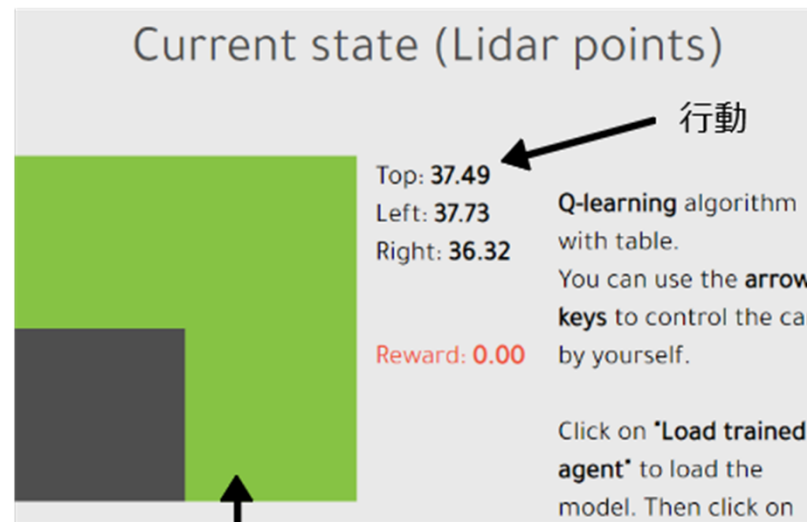 Current state (Lidar points)
行動
Top: 37.49
Left: 37.73
Right: 36.32
Reward: 0.00
Q-learning algorithm
with table.
You can use the arrow
keys to control the ca
by yourself.
Click on "Load trained
agent" to load the
model. Then click on